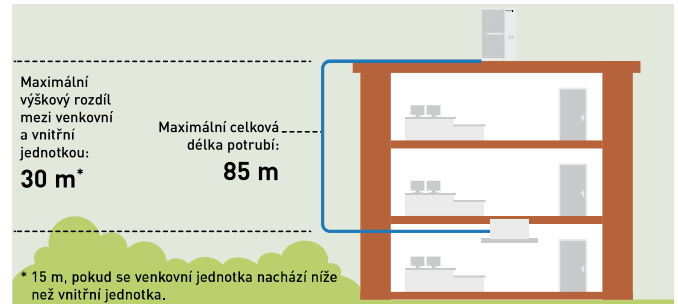 Maximální
výškový rozdíl
mezi venkovní
a vnitřní
jednotkou:
30 m*
Maximální celková
délka potrubí:
85 m
* 15 m, pokud se venkovní jednotka nachází níže
než vnitřní jednotka.